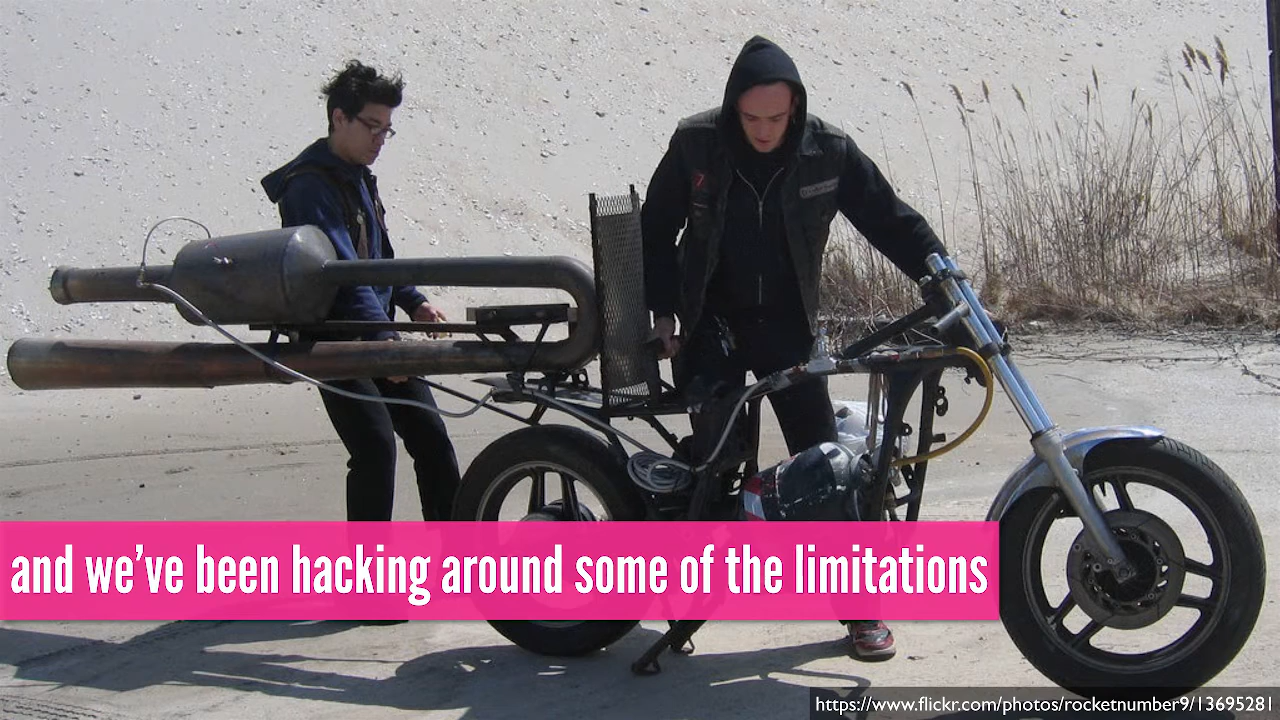 and we’ve been hacking around some of the limitations
https://www.flickr.com/photos/rocketnumber9/13695281